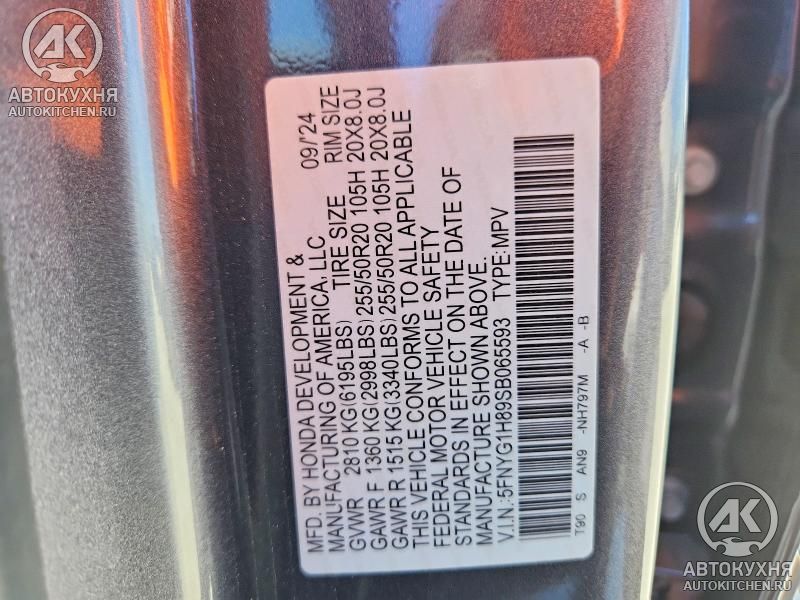 АК
АВТОКУХНЯ
AUTOKITCHEN.RU
MFD. BY HONDA DEVELOPMENT &
MANUFACTURING OF AMERICA, LLC 09/'24
GVWR 2810 KG(6195LBS) TIRE SIZE RIM SIZE
GAWR F 1360 KG(2998LBS) 255/50R20 105H 20X8.0J
GAWR R 1515 KG(3340LBS) 255/50R20 105H 20X8.0J
THIS VEHICLE CONFORMS TO ALL APPLICABLE
FEDERAL MOTOR VEHICLE SAFETY
STANDARDS IN EFFECT ON THE DATE OF
MANUFACTURE SHOWN ABOVE.
V.I.N.:5FNYG1H89SB065593 TYPE:MPV
T90 S AN9 -NH797M -A -B
АК
АВТОКУХНЯ
AUTOKITCHEN.RU